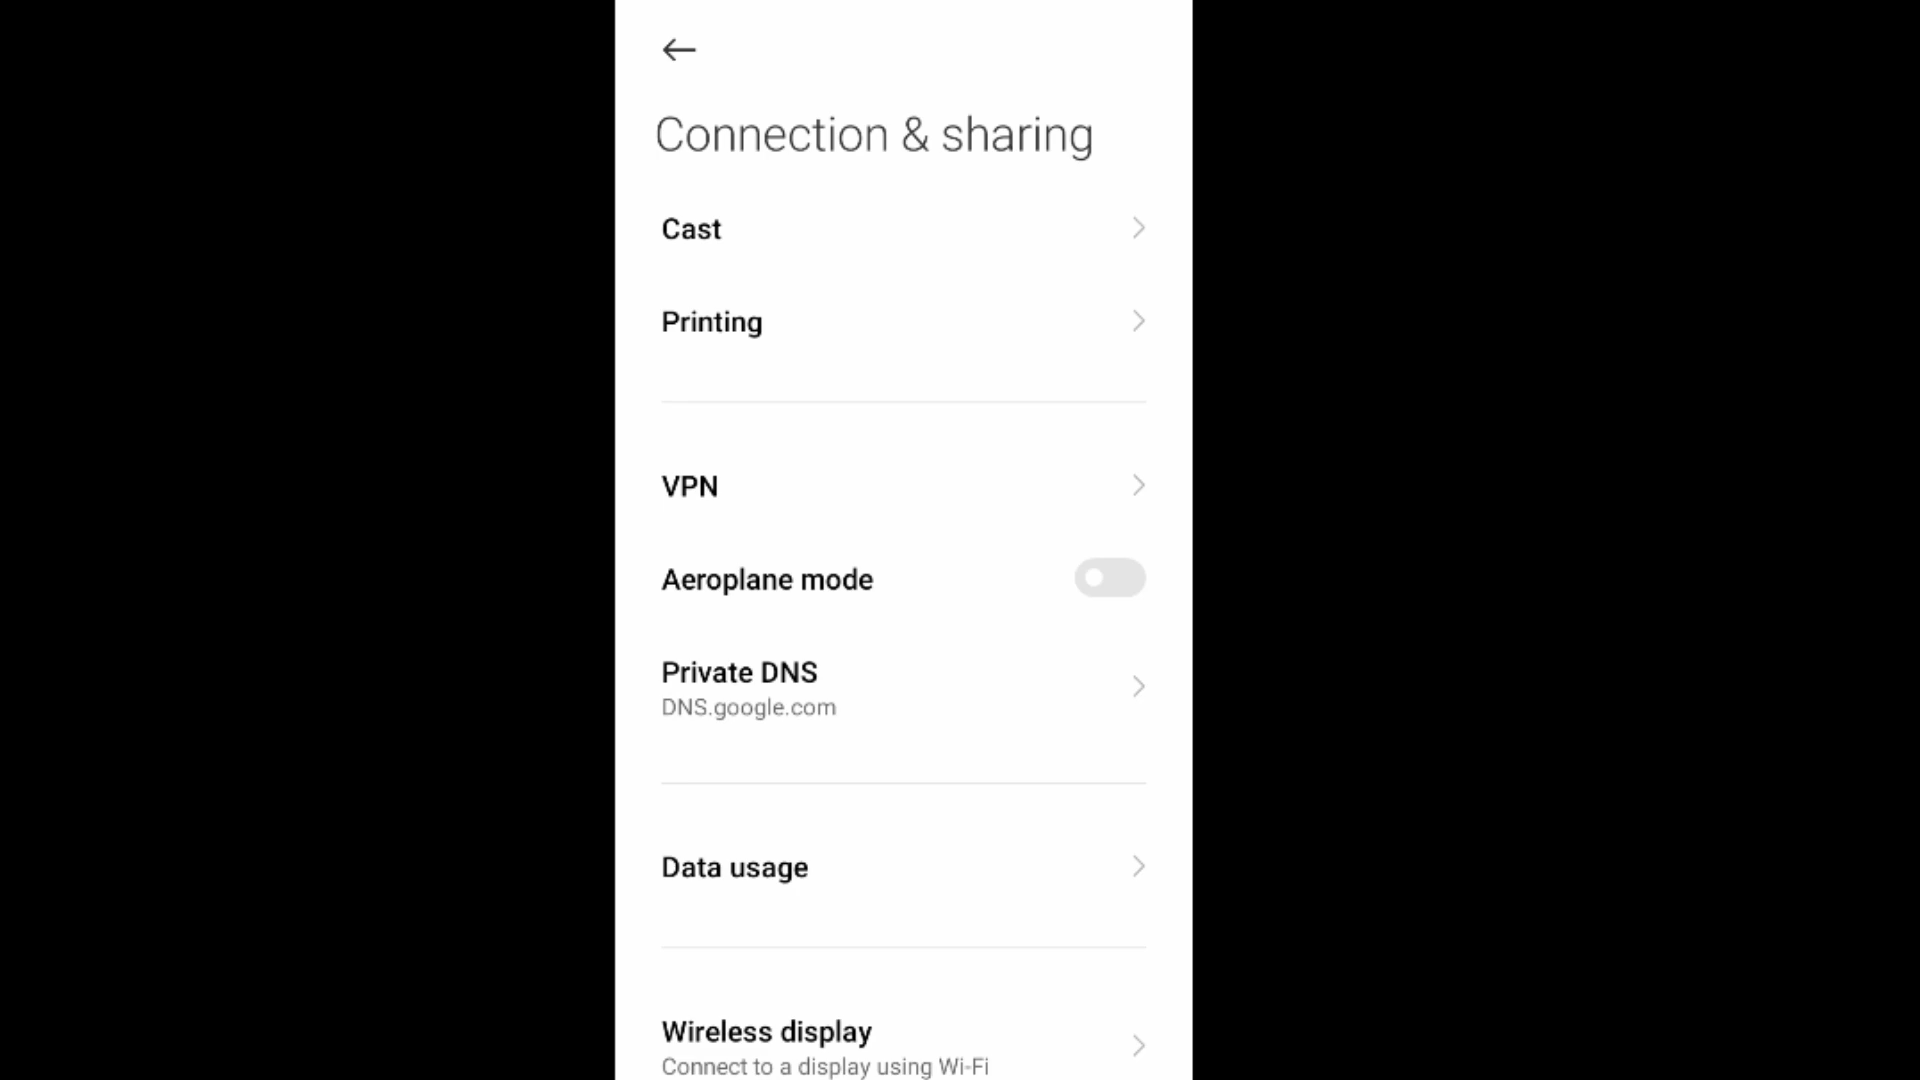 Connection & sharing
Cast
Printing
VPN
Aeroplane mode
Private DNS
DNS.google.com
Data usage
Wireless display
Connect to a display using Wi-Fi